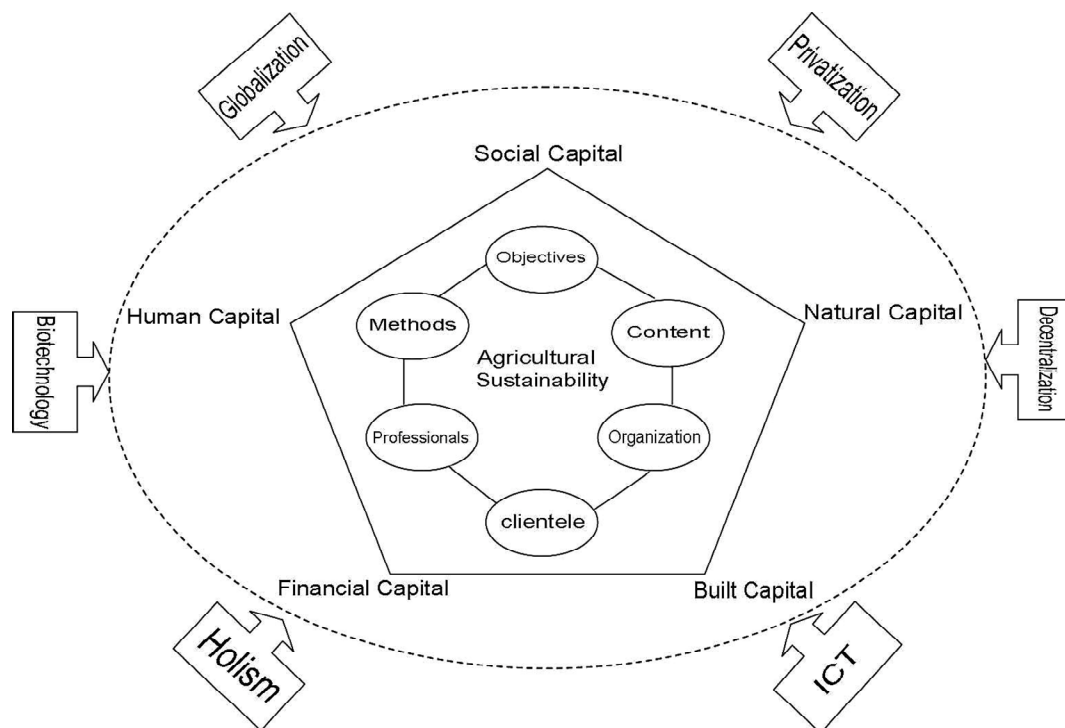 Globalization
Privatization
Social Capital
Objectives
Human Capital
Methods
Content
Natural Capital
Biotechnology
Agricultural
Sustainability
Decentralization
Professionals
Organization
clientele
Financial Capital
Built Capital
Holism
ICT